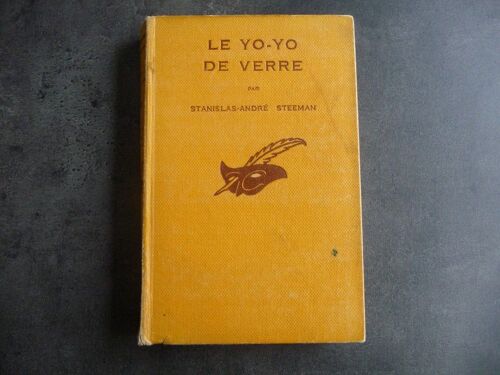 LE YO-YO
DE VERRE
PAR
STANISLAS-ANDRÉ STEEMAN